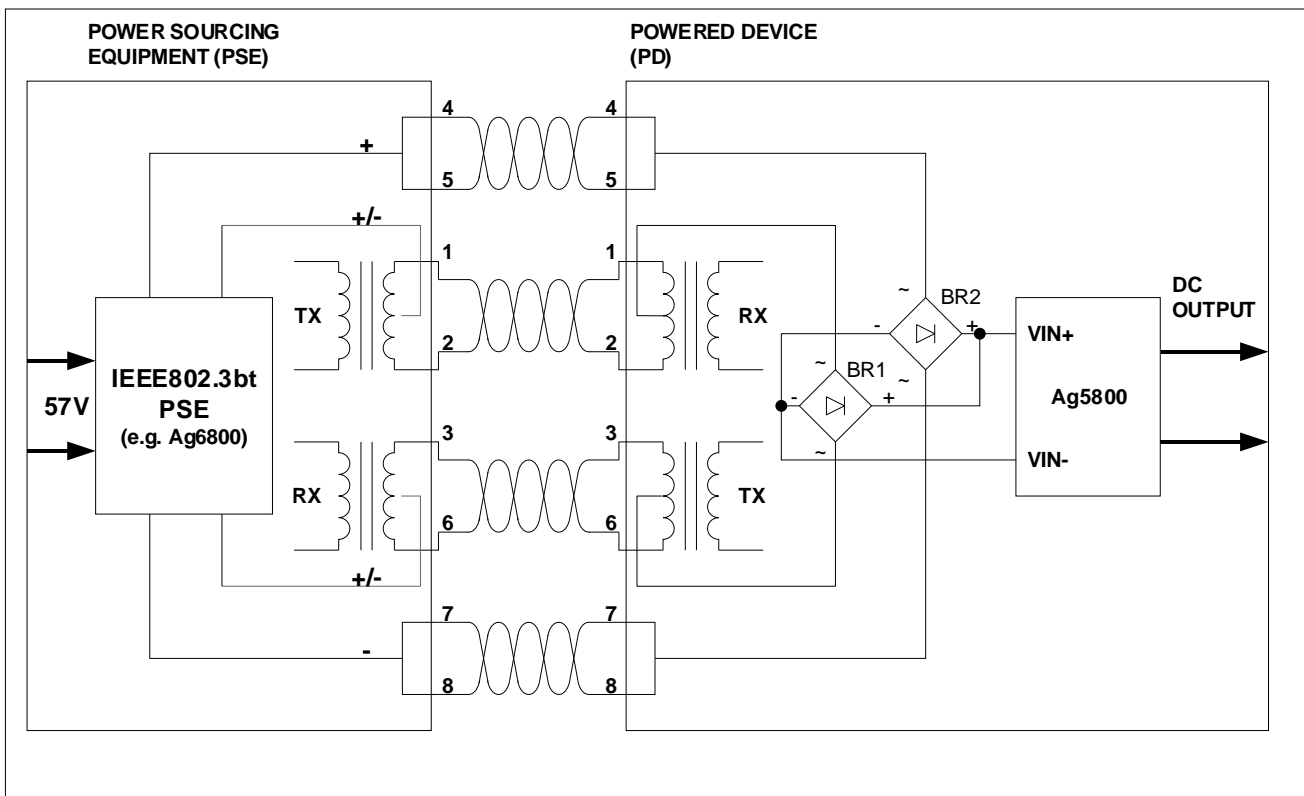 POWER SOURCING
EQUIPMENT (PSE)
POWERED DEVICE
(PD)
4
4
+
5
5
+/-
1
1
TX
RX
2
2
57V
IEEE802.3bt
PSE
(e.g. Ag6800)
~
BR2
-
+
~
~
BR1
-
+
~
VIN+
Ag5800
VIN-
DC
OUTPUT
3
3
RX
TX
6
6
+/-
7
7
-
8
8